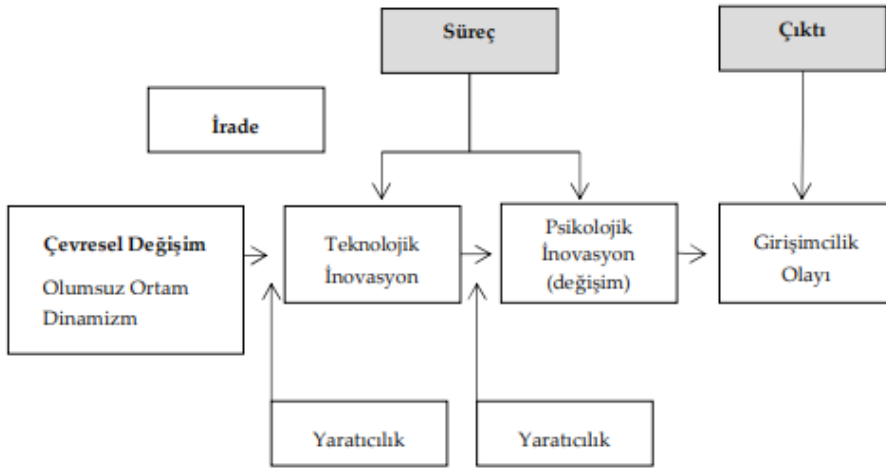 Süreç
Çıktı
İrade
Çevresel Değişim
Olumsuz Ortam
Dinamizm
Teknolojik
İnovasyon
Psikolojik
İnovasyon
(değişim)
Girişimcilik
Olayı
Yaratıcılık
Yaratıcılık